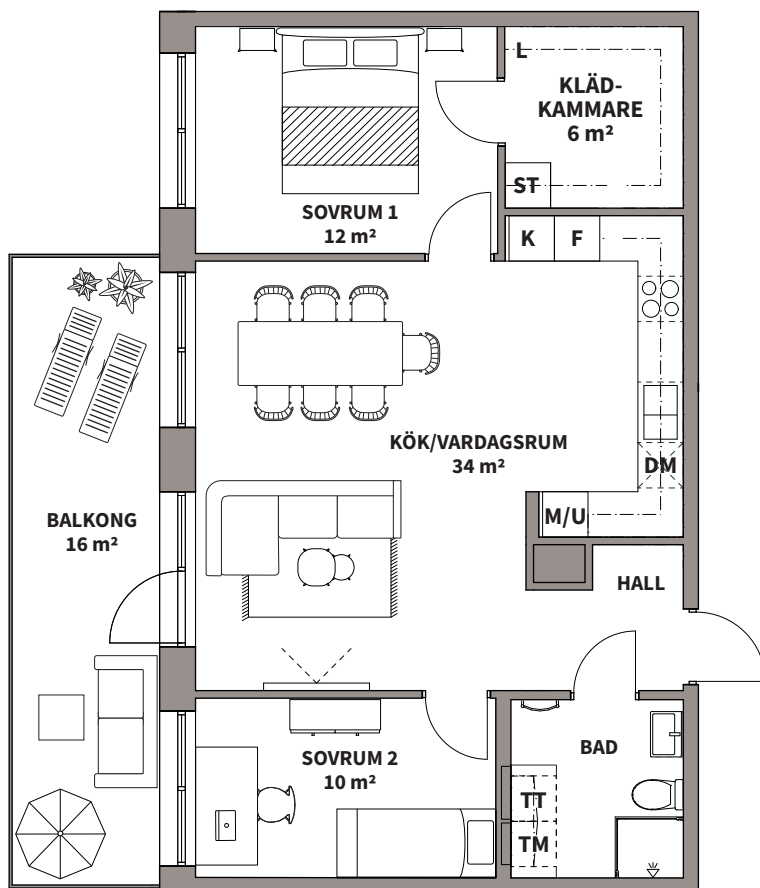 L
KLÄD-
KAMMARE
6 m²
ST
SOVRUM 1
12 m²
K F
KÖK/VARDAGSRUM
34 m²
DM
M/U
BALKONG
16 m²
HALL
BAD
SOVRUM 2
10 m²
TT
TM